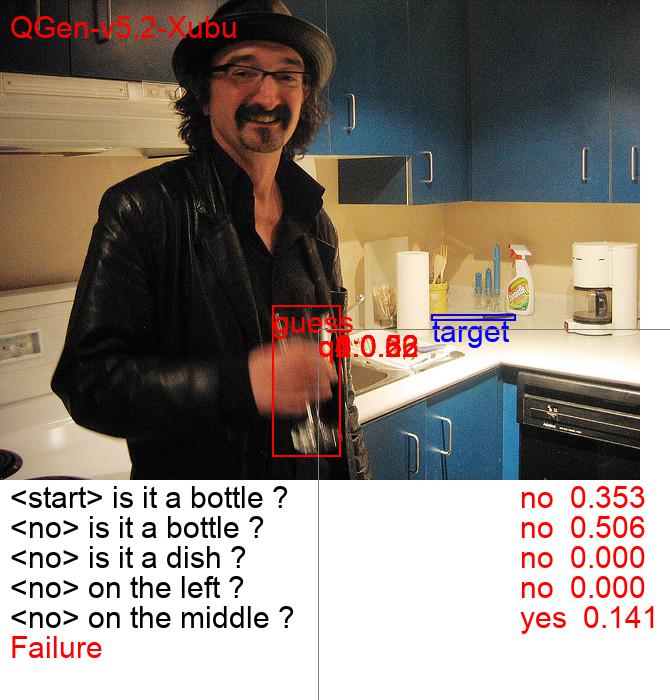 QGen-v5.2-Xubu
guess
target
<start> is it a bottle ? no 0.353
<no> is it a bottle ? no 0.506
<no> is it a dish ? no 0.000
<no> on the left ? no 0.000
<no> on the middle ? yes 0.141
Failure